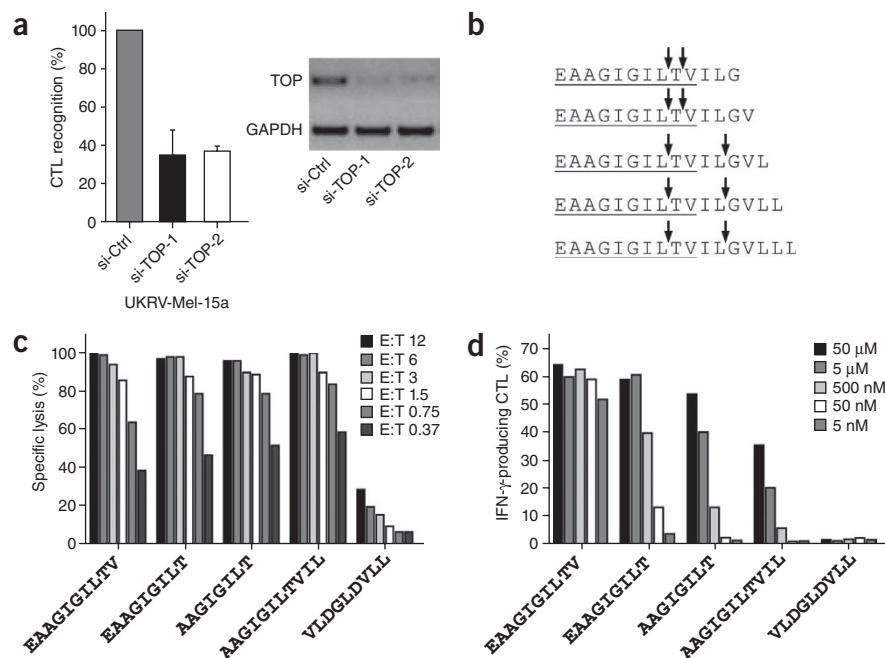 a
CTL recognition (%)
100
80
60
40
20
0
si-Ctrl
si-TOP-1
si-TOP-2
UKRV-Mel-15a
TOP
GAPDH
si-Ctrl
si-TOP-1
si-TOP-2
b
EAAGIGILTVILG
EAAGIGILTVILGV
EAAGIGILTVILGVL
EAAGIGILTVILGVLL
EAAGIGILTVILGVLLL
c
Specific lysis (%)
100
80
60
40
20
0
E:T 12
E:T 6
E:T 3
E:T 1.5
E:T 0.75
E:T 0.37
EAAGIGILTV
EAAGIGILT
AAGIGILT
AAGIGILTVIL
VLDGLDVLL
d
IFN-γ-producing CTL (%)
70
60
50
40
30
20
10
0
50 μM
5 μM
500 nM
50 nM
5 nM
EAAGIGILTV
EAAGIGILT
AAGIGILT
AAGIGILTVIL
VLDGLDVLL